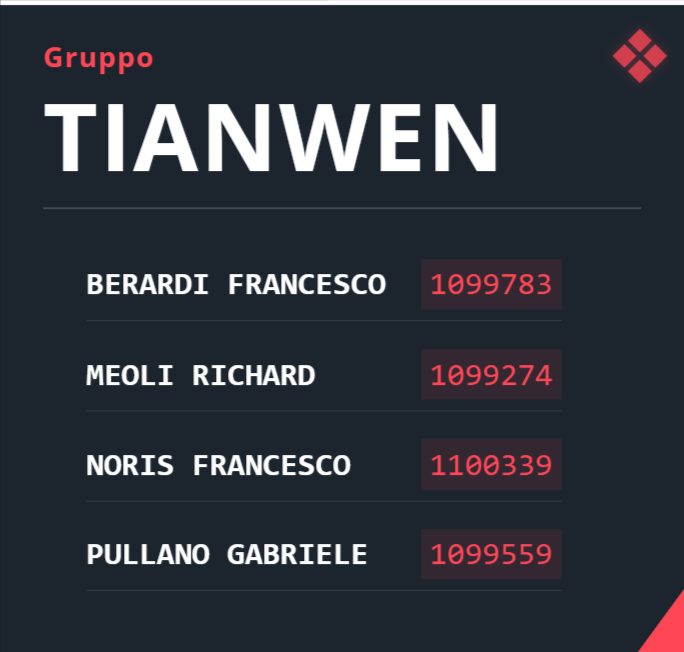 Gruppo
TIANWEN
BERARDI FRANCESCO 1099783
MEOLI RICHARD 1099274
NORIS FRANCESCO 1100339
PULLANO GABRIELE 1099559